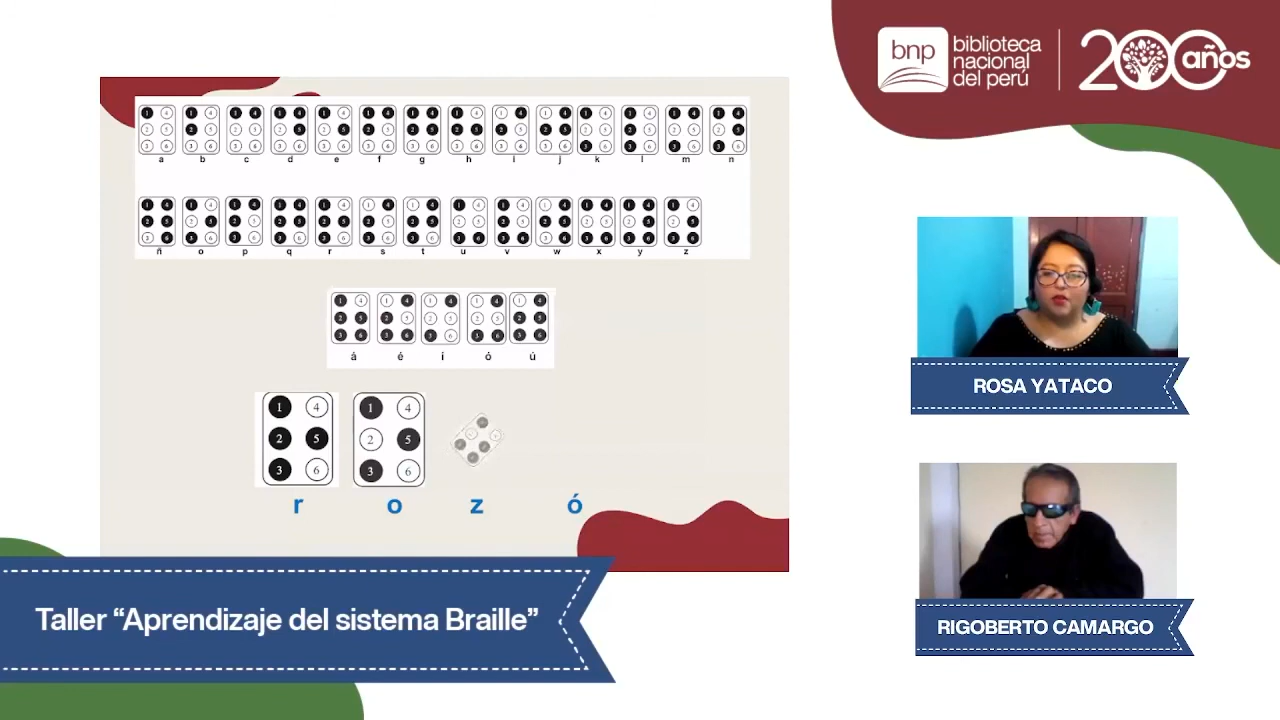 bnp
biblioteca
nacional
del perú
200 años
a b c d e f g h i j k l m n
ñ o p q r s t u v w x y z
á é í ó ú
1 4
2 5
3 6
1 4
2 5
3 6
r o z ó
ROSA YATACO
RIGOBERTO CAMARGO
Taller “Aprendizaje del sistema Braille”